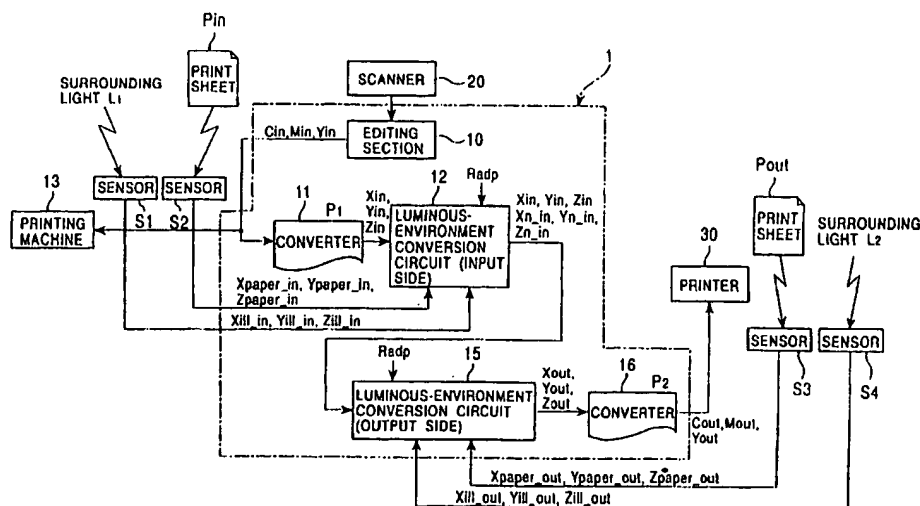 Pin
PRINT
SHEET
SURROUNDING
LIGHT L1
SCANNER
20
1
EDITING
SECTION
10
Cin,Min,Yin
13
PRINTING
MACHINE
SENSOR
S1
SENSOR
S2
11
P1
CONVERTER
Xin,
Yin,
Zin
12
Radp
LUMINOUS-
ENVIRONMENT
CONVERSION
CIRCUIT (INPUT
SIDE)
Xin, Yin, Zin
Xn_in, Yn_in,
Zn_in
Xpaper_in, Ypaper_in,
Zpaper_in
Xill_in, Yill_in, Zill_in
Pout
PRINT
SHEET
SURROUNDING
LIGHT L2
30
PRINTER
SENSOR
S3
SENSOR
S4
Radp
15
LUMINOUS-ENVIRONMENT
CONVERSION CIRCUIT
(OUTPUT SIDE)
Xout,
Yout,
Zout
16
P2
CONVERTER
Cout,Mout,
Yout
Xpaper_out, Ypaper_out, Zpaper_out
Xill_out, Yill_out, Zill_out